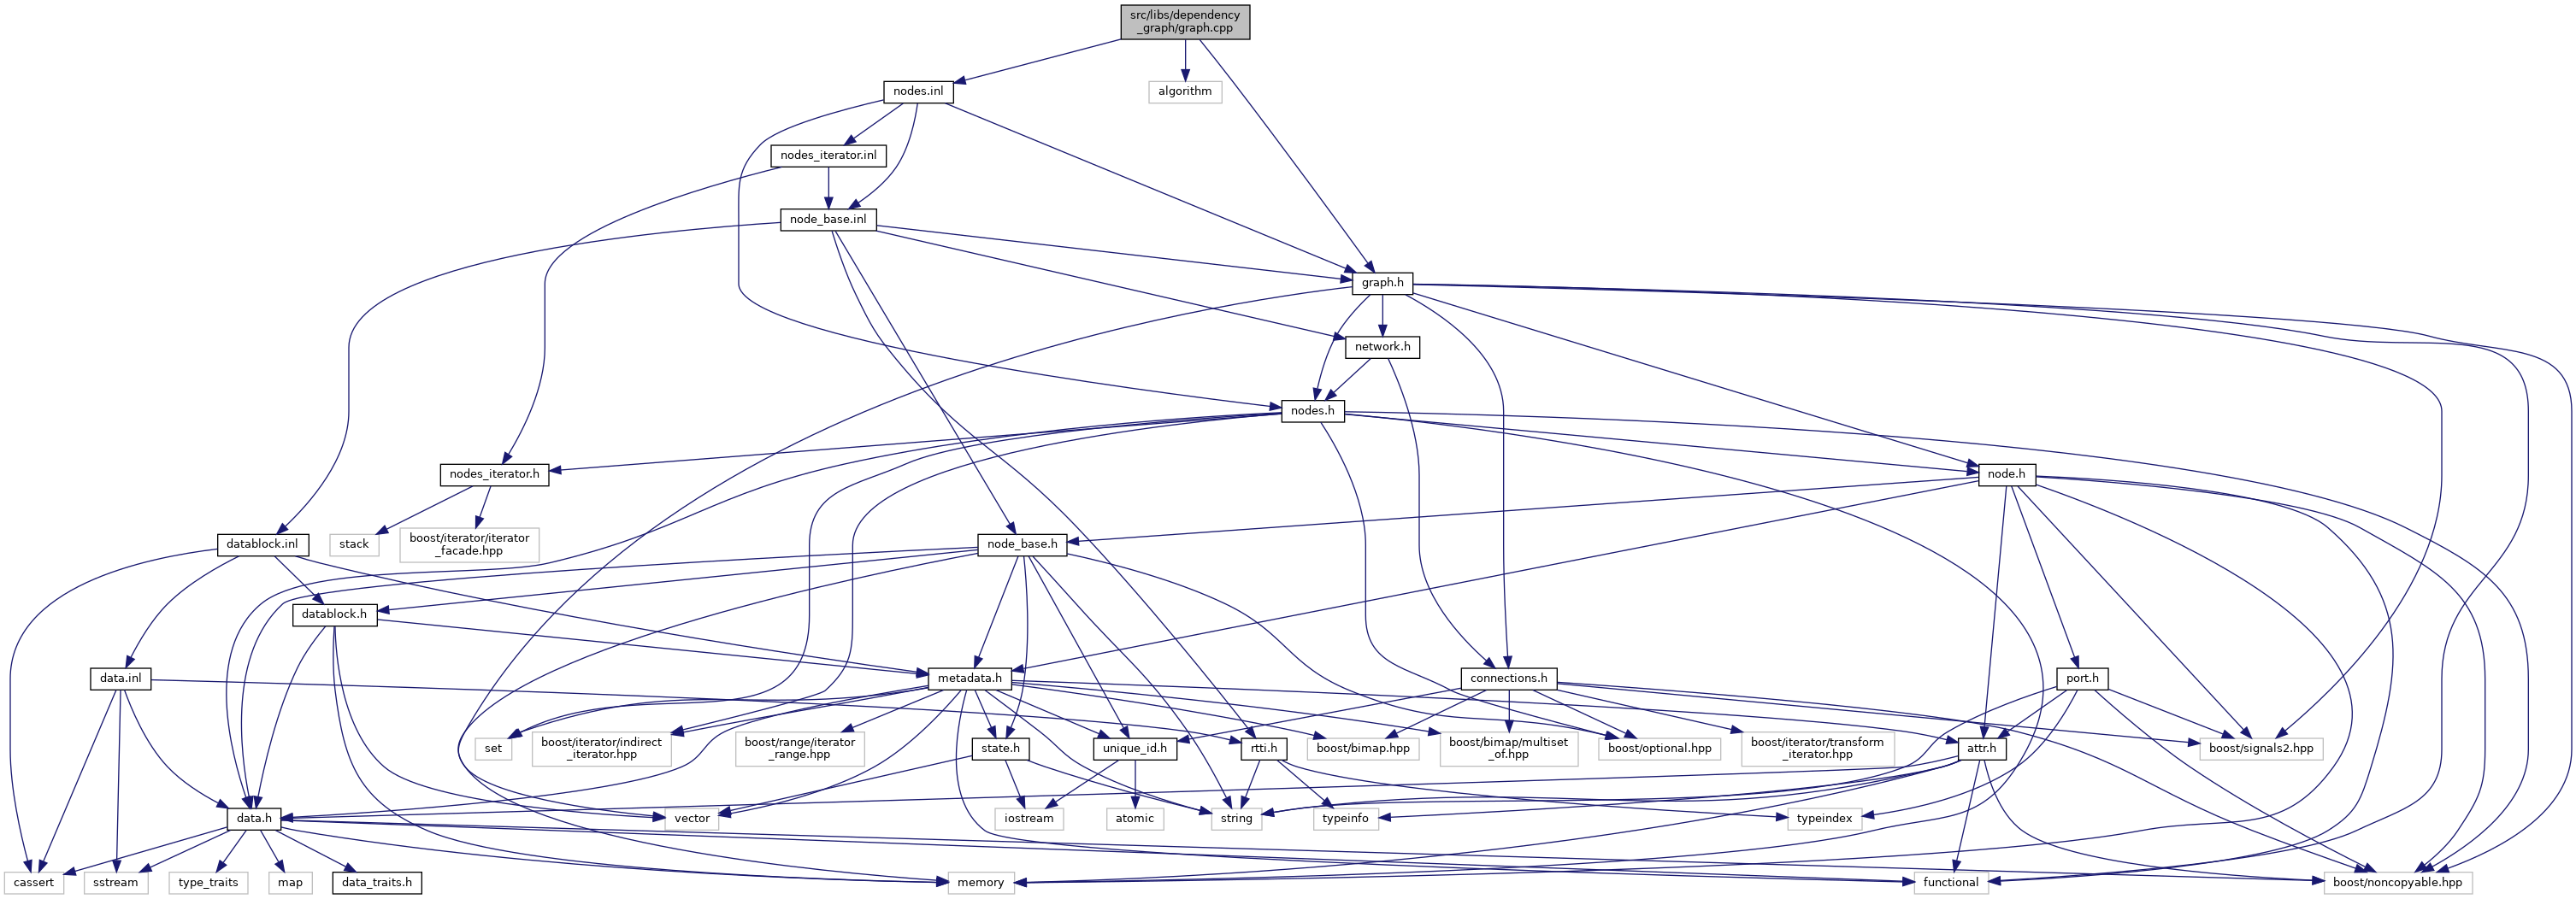 src/libs/dependency
_graph/graph.cpp
nodes.inl
algorithm
nodes_iterator.inl
node_base.inl
graph.h
network.h
nodes.h
nodes_iterator.h
node.h
stack
boost/iterator/iterator
_facade.hpp
datablock.inl
node_base.h
datablock.h
data.inl
metadata.h
connections.h
port.h
set
boost/iterator/indirect
_iterator.hpp
boost/range/iterator
_range.hpp
state.h
unique_id.h
rtti.h
boost/bimap.hpp
boost/bimap/multiset
_of.hpp
boost/optional.hpp
boost/iterator/transform
_iterator.hpp
attr.h
boost/signals2.hpp
data.h
vector
iostream
atomic
string
typeinfo
typeindex
cassert
sstream
type_traits
map
data_traits.h
memory
functional
boost/noncopyable.hpp